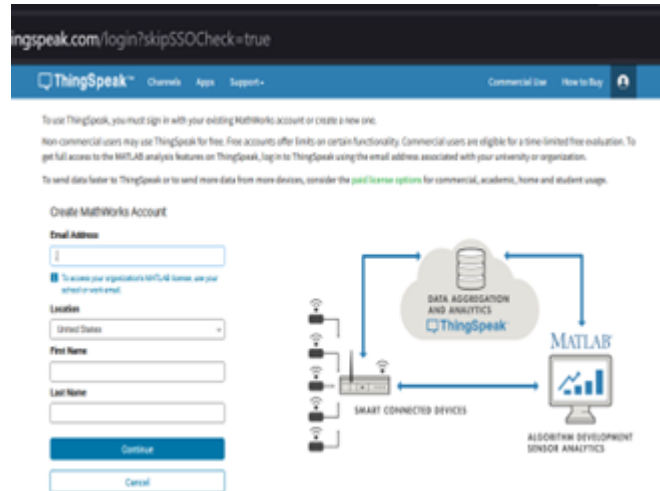 ingspeak.com/login?skipSSOCheck=true
ThingSpeak™ Channels Apps Support Commercial Use How to Buy
To use ThingSpeak, you must sign in with your existing MathWorks account or create a new one.
Non-commercial users may use ThingSpeak for free. Free accounts offer limits on certain functionality. Commercial users are eligible for a time-limited free evaluation. To
get full access to the MATLAB analysis features on ThingSpeak, log in to ThingSpeak using the email address associated with your university or organization.
To send data faster to ThingSpeak or to send more data from more devices, consider the paid license options for commercial, academic, home and student usage.
Create MathWorks Account
Email Address
To access your organization's MATLAB license, use your
school or work email.
Location
United States
First Name
Last Name
Continue
Cancel
DATA AGGREGATION
AND ANALYTICS
ThingSpeak
SMART CONNECTED DEVICES
MATLAB
ALGORITHM DEVELOPMENT
SENSOR ANALYTICS